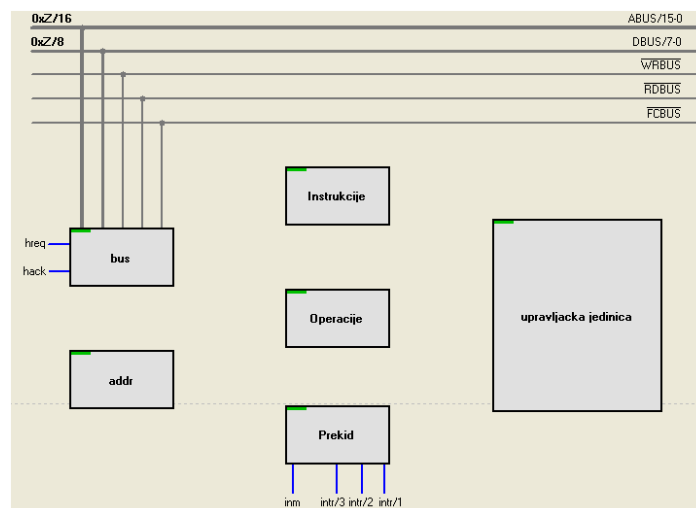 0xZ/16 ABUS/15-0
0xZ/8 DBUS/7-0
WRBUS
RDBUS
FCBUS
Instrukcije
hreq
bus
hack
Operacije
upravljacka jedinica
addr
Prekid
inm intr/3 intr/2 intr/1